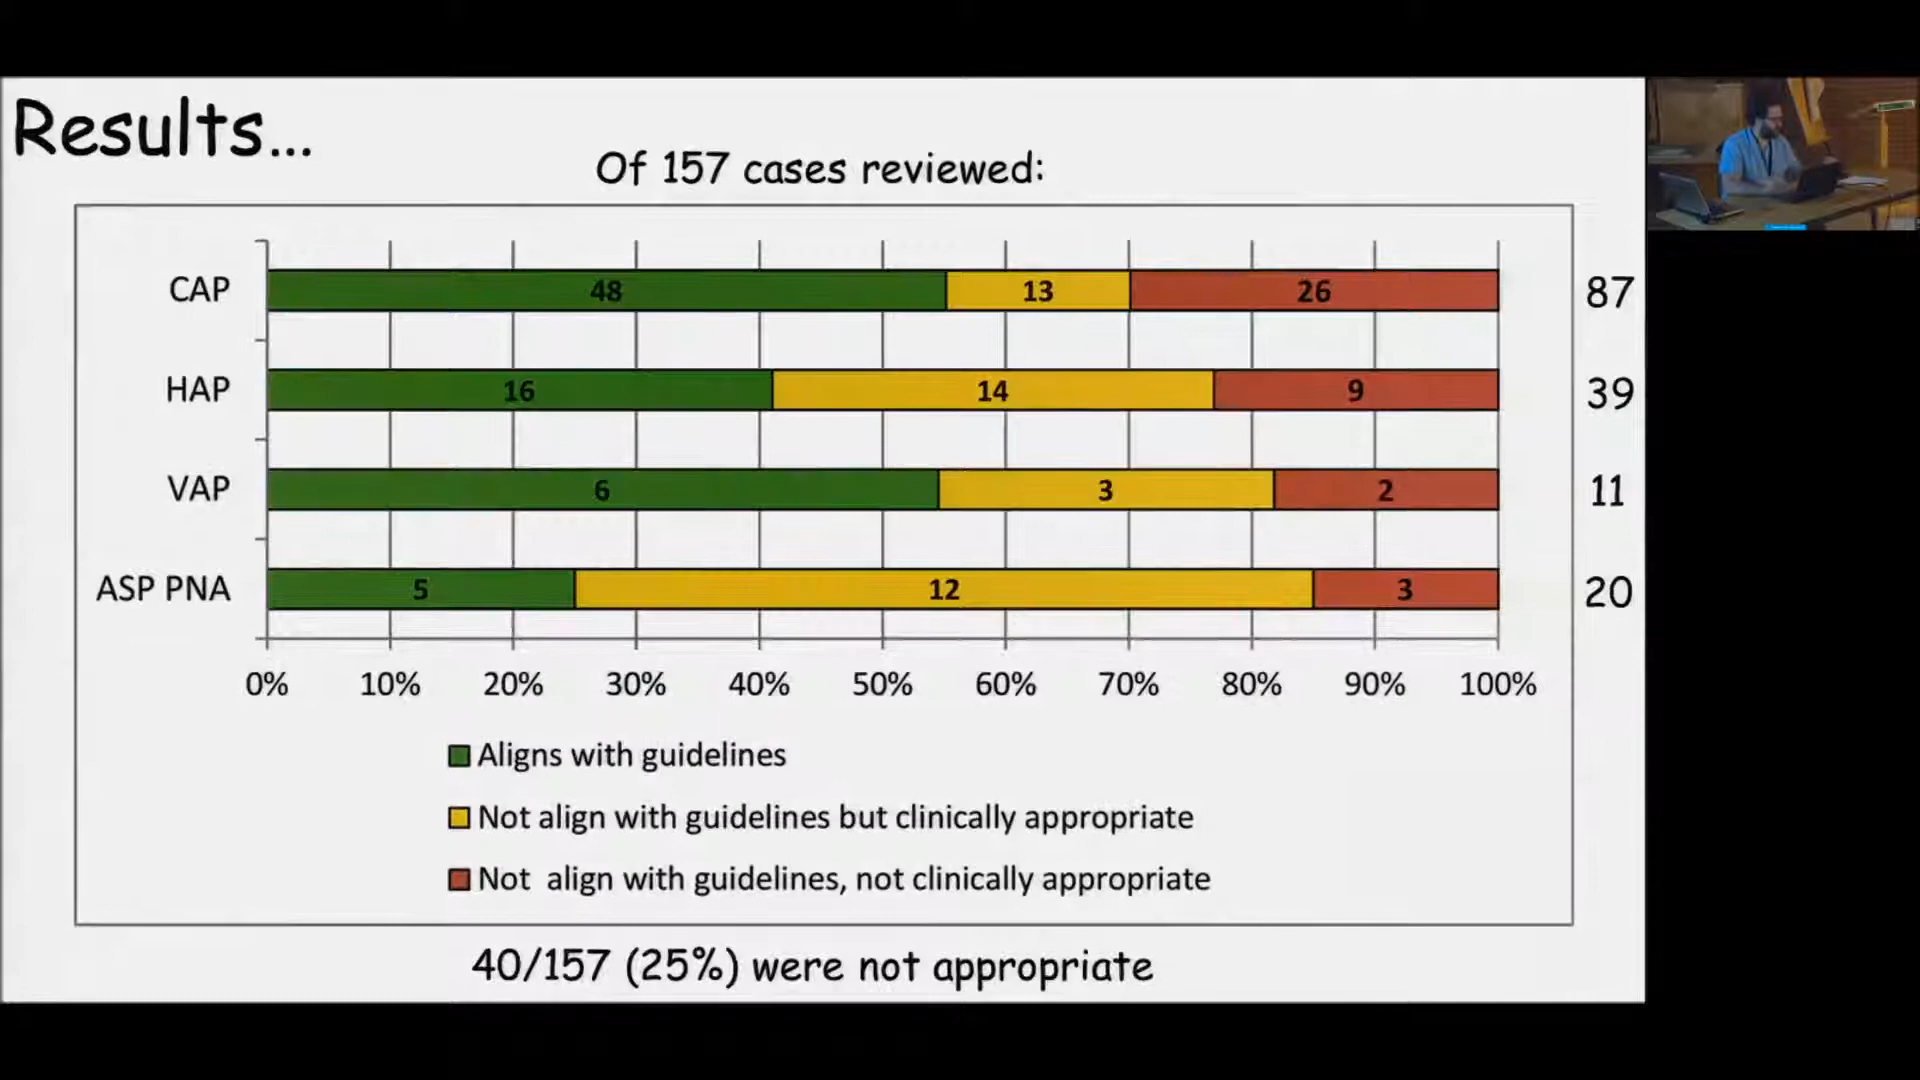 Results...
Of 157 cases reviewed:
CAP 48 13 26 87
HAP 16 14 9 39
VAP 6 3 2 11
ASP PNA 5 12 3 20
0% 10% 20% 30% 40% 50% 60% 70% 80% 90% 100%
Aligns with guidelines
Not align with guidelines but clinically appropriate
Not align with guidelines, not clinically appropriate
40/157 (25%) were not appropriate